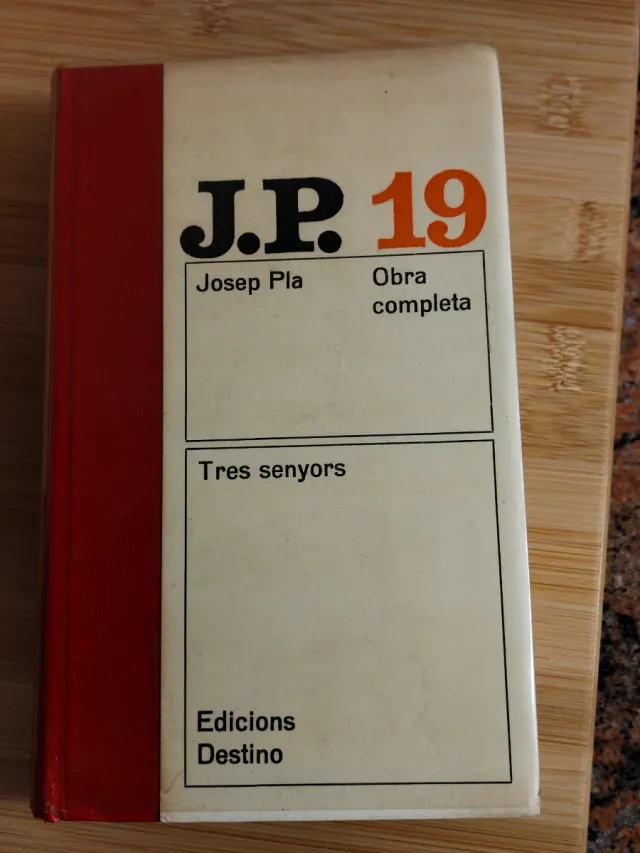 J.P. 19
Josep Pla
Obra
completa
Tres senyors
Edicions
Destino